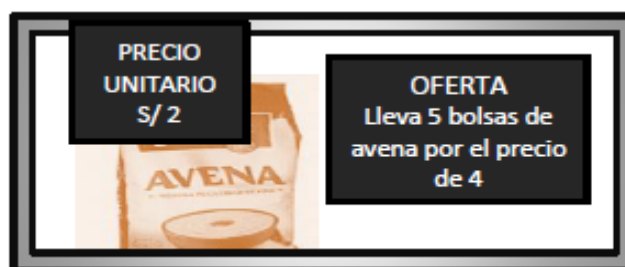 PRECIO
UNITARIO
S/ 2
OFERTA
Lleva 5 bolsas de
avena por el precio
de 4
AVENA